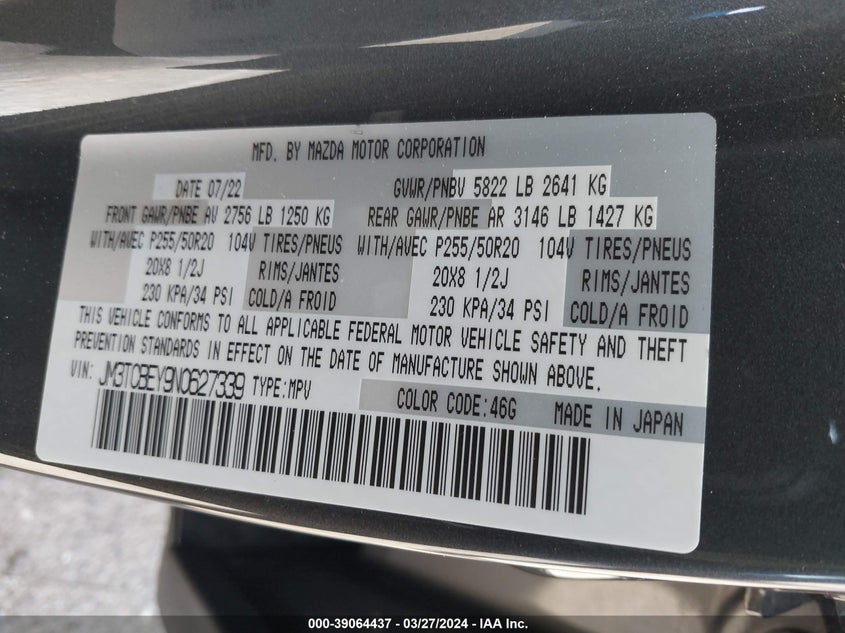 MFD. BY MAZDA MOTOR CORPORATION
DATE 07/22 GVWR/PNBV 5822 LB 2641 KG
FRONT GAWR/PNBE AV 2756 LB 1250 KG REAR GAWR/PNBE AR 3146 LB 1427 KG
WITH/AVEC P255/50R20 104V TIRES/PNEUS WITH/AVEC P255/50R20 104V TIRES/PNEUS
20X8 1/2J RIMS/JANTES 20X8 1/2J RIMS/JANTES
230 KPA/34 PSI COLD/A FROID 230 KPA/34 PSI COLD/A FROID
THIS VEHICLE CONFORMS TO ALL APPLICABLE FEDERAL MOTOR VEHICLE SAFETY AND THEFT
PREVENTION STANDARDS IN EFFECT ON THE DATE OF MANUFACTURE SHOWN ABOVE.
VIN: JM3TCBEY9N0627339 TYPE:MPV COLOR CODE:46G MADE IN JAPAN
000-39064437 - 03/27/2024 - IAA Inc.